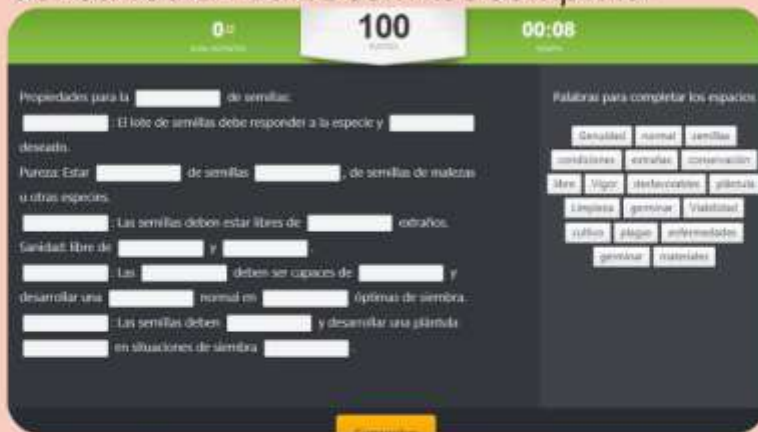 100
00:08
Propiedades para la de semillas:
: El lote de semillas debe responder a la especie y
deseado.
Pureza: Estar de semillas , de semillas de malezas
u otras especies.
: Las semillas deben estar libres de extraños.
Sanidad: libre de y
: Las deben ser capaces de y
desarrollar una normal en óptimas de siembra.
: Las semillas deben y desarrollar una plántula
en situaciones de siembra .
Palabras para completar los espacios
Genuidad normal semillas
condiciones extrañas conservación
libre Vigor desfavorables plántula
Limpieza germinar Viabilidad
cultivo plagas enfermedades
germinar materiales